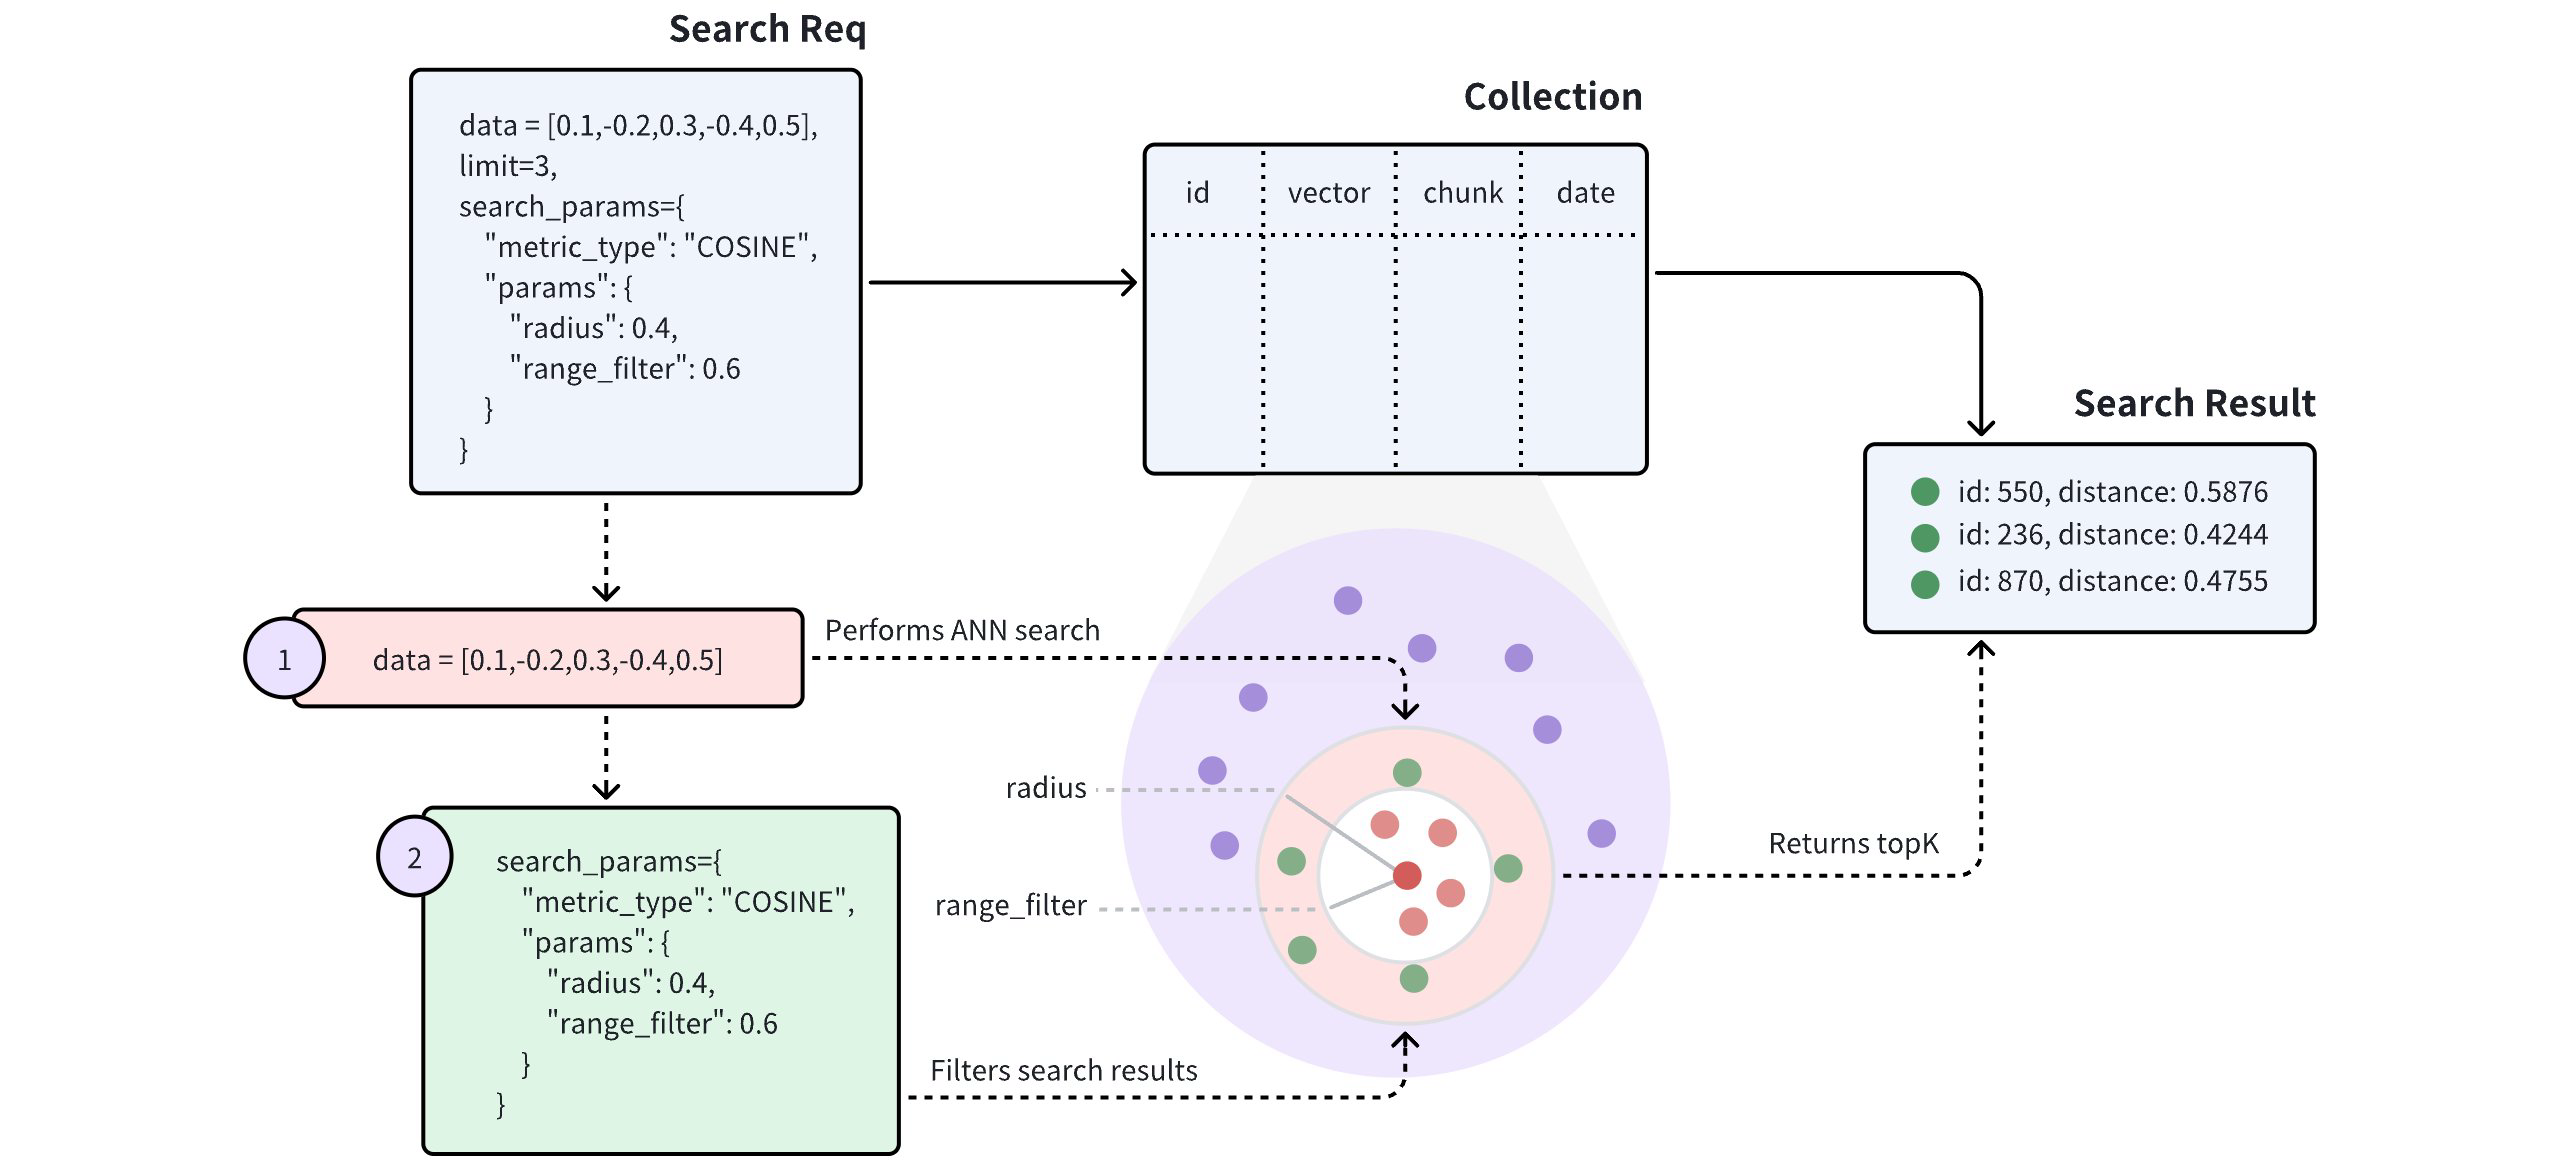 Search Req
data = [0.1,-0.2,0.3,-0.4,0.5],
limit=3,
search_params={
"metric_type": "COSINE",
"params": {
"radius": 0.4,
"range_filter": 0.6
}
}
Collection
id vector chunk date
Search Result
id: 550, distance: 0.5876
id: 236, distance: 0.4244
id: 870, distance: 0.4755
1
data = [0.1,-0.2,0.3,-0.4,0.5]
Performs ANN search
radius
range_filter
Returns topK
2
search_params={
"metric_type": "COSINE",
"params": {
"radius": 0.4,
"range_filter": 0.6
}
}
Filters search results